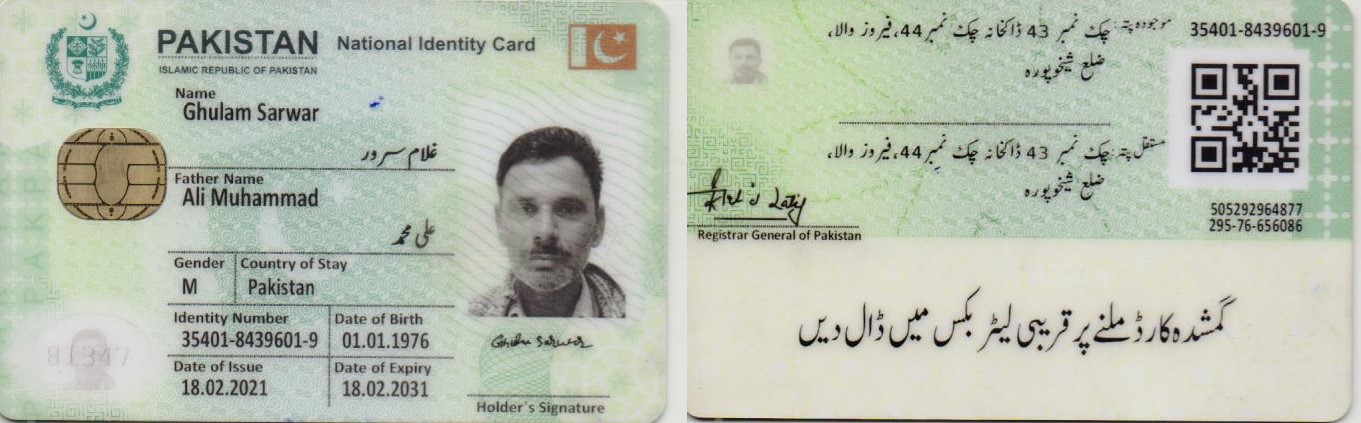 PAKISTAN National Identity Card
ISLAMIC REPUBLIC OF PAKISTAN
Name
Ghulam Sarwar
غلام سرور
Father Name
Ali Muhammad
علی محمد
Gender Country of Stay
M Pakistan
Identity Number Date of Birth
35401-8439601-9 01.01.1976
Date of Issue Date of Expiry
18.02.2021 18.02.2031
Holder's Signature
موجودہ پتہ: چک نمبر 43 ڈاکخانہ چک نمبر 44، فیروز والا،
ضلع شیخوپورہ
35401-8439601-9
مستقل پتہ: چک نمبر 43 ڈاکخانہ چک نمبر 44، فیروز والا،
ضلع شیخوپورہ
Registrar General of Pakistan
505292964877
295-76-656086
گمشدہ کارڈ ملنے پر قریبی لیٹر بکس میں ڈال دیں